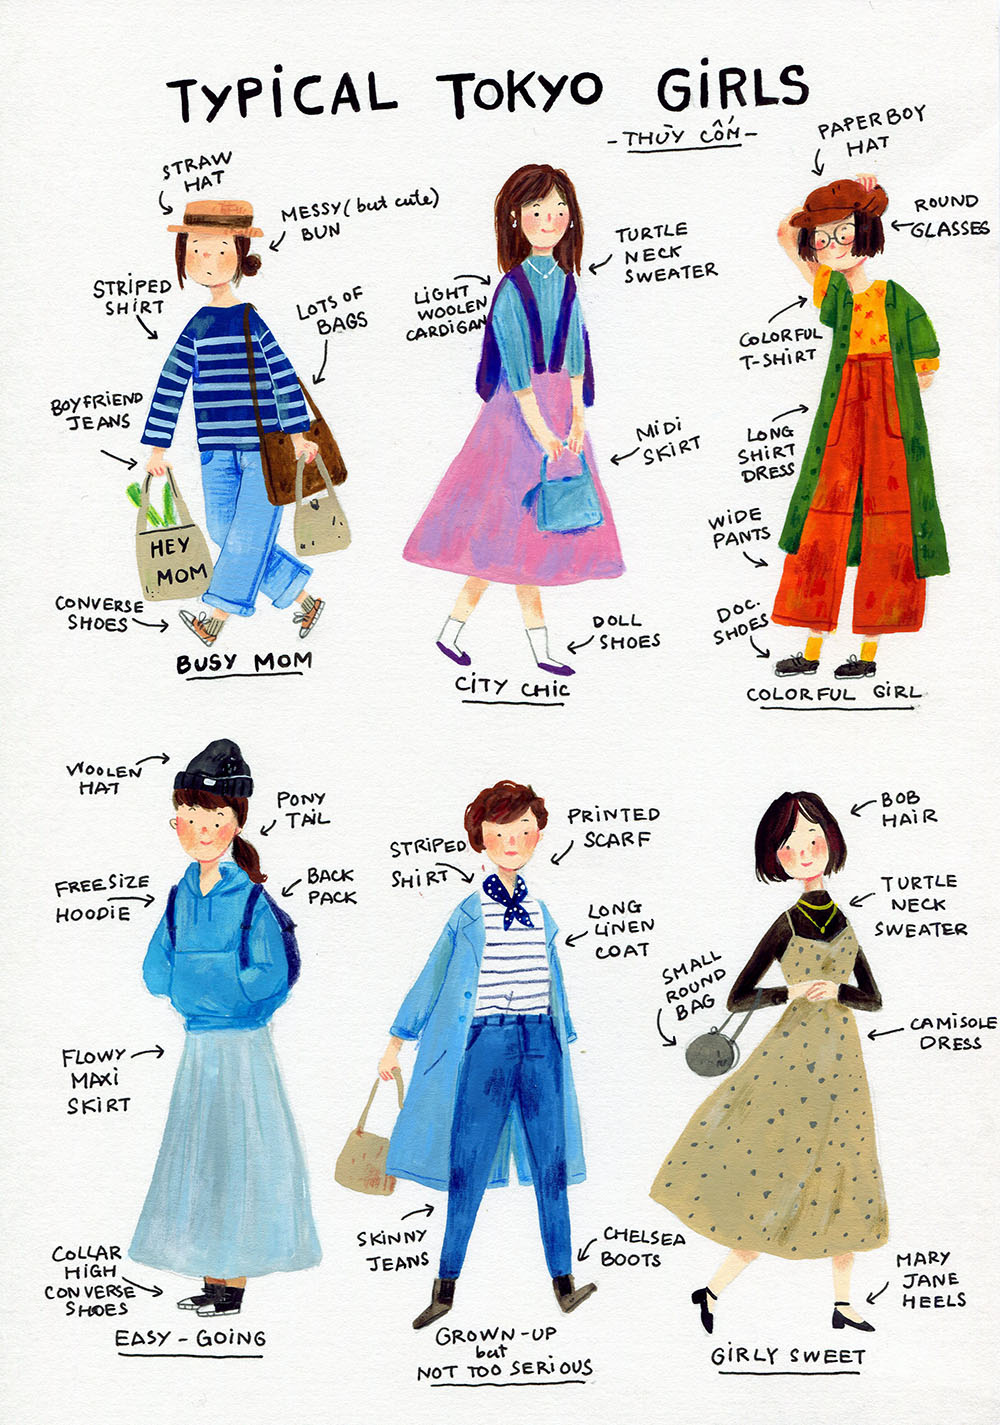 TYPiCAL TOKYO GiRLS
-THÙY CỐM-
STRAW
HAT
MESSY (but cute)
BUN
STRIPED
SHIRT
LOTS OF
BAGS
BOYFRIEND
JEANS
HEY
MOM
CONVERSE
SHOES
BUSY MOM
TURTLE
NECK
SWEATER
LiGHT
WOOLEN
CARDIGAN
MiDi
SKIRT
DOLL
SHOES
CiTY CHiC
PAPERBOY
HAT
ROUND
GLASSES
COLORFUL
T-SHIRT
LONG
SHIRT
DRESS
WiDE
PANTS
DOC.
SHOES
COLORFUL GiRL
WOOLEN
HAT
PONY
TAIL
FREESIZE
HOODIE
BACK
PACK
FLOWY
MAXi
SKIRT
COLLAR
HIGH
CONVERSE
SHOES
EASY-GOING
PRINTED
SCARF
STRIPED
SHIRT
LONG
LiNEN
COAT
SKINNY
JEANS
CHELSEA
BOOTS
GROWN-UP
but
NOT TOO SERIOUS
BOB
HAIR
TURTLE
NECK
SWEATER
SMALL
ROUND
BAG
CAMISOLE
DRESS
MARY
JANE
HEELS
GiRLY SWEET